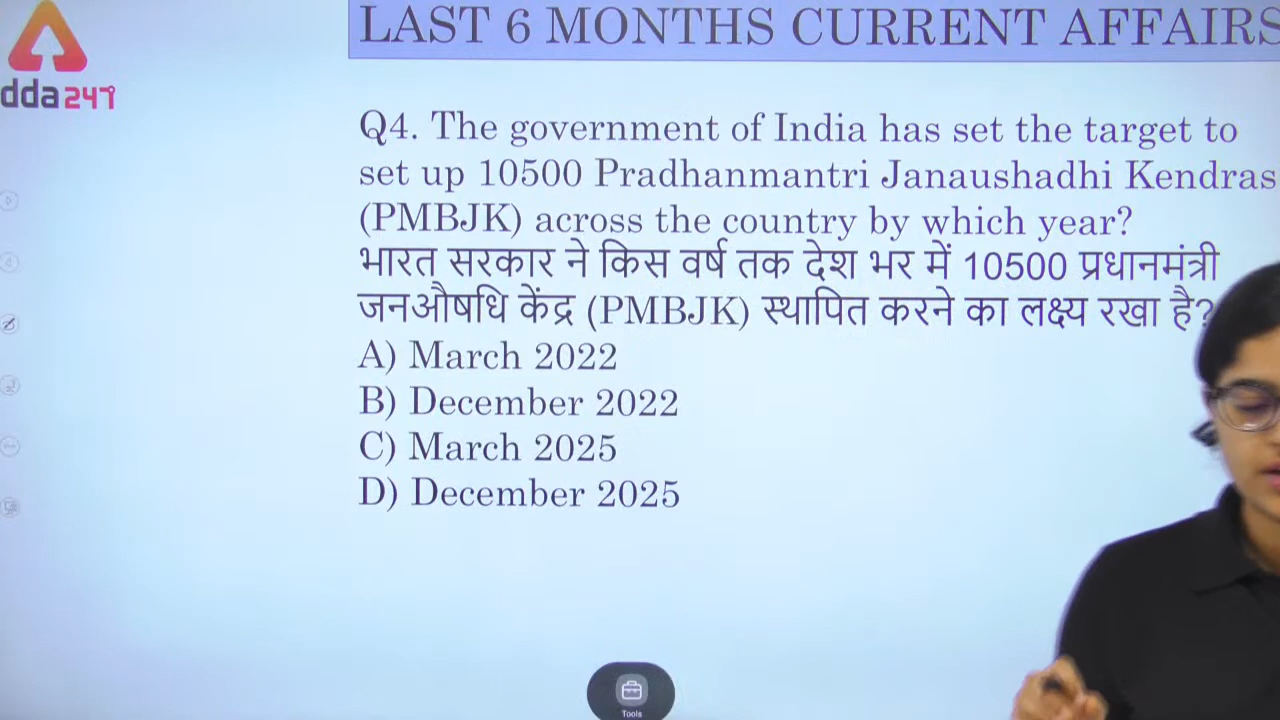 LAST 6 MONTHS CURRENT AFFAIRS
dda247
Q4. The government of India has set the target to
set up 10500 Pradhanmantri Janaushadhi Kendras
(PMBJK) across the country by which year?
भारत सरकार ने किस वर्ष तक देश भर में 10500 प्रधानमंत्री
जनऔषधि केंद्र (PMBJK) स्थापित करने का लक्ष्य रखा है?
A) March 2022
B) December 2022
C) March 2025
D) December 2025
Tools